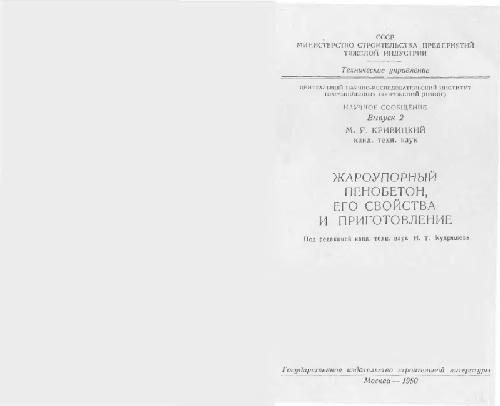 СССР
МИНИСТЕРСТВО СТРОИТЕЛЬСТВА ПРЕДПРИЯТИЙ
ТЯЖЕЛОЙ ИНДУСТРИИ
Техническое управление
ЦЕНТРАЛЬНЫЙ НАУЧНО-ИССЛЕДОВАТЕЛЬСКИЙ ИНСТИТУТ
ПРОМЫШЛЕННЫХ СООРУЖЕНИЙ (ЦНИПС)
НАУЧНОЕ СООБЩЕНИЕ
Выпуск 2
М. Я. КРИВИЦКИЙ
канд. техн. наук
ЖАРОУПОРНЫЙ
ПЕНОБЕТОН,
ЕГО СВОЙСТВА
И ПРИГОТОВЛЕНИЕ
Под редакцией канд. техн. наук И. Т. Кудряшева
Государственное издательство строительной литературы
Москва — 1950